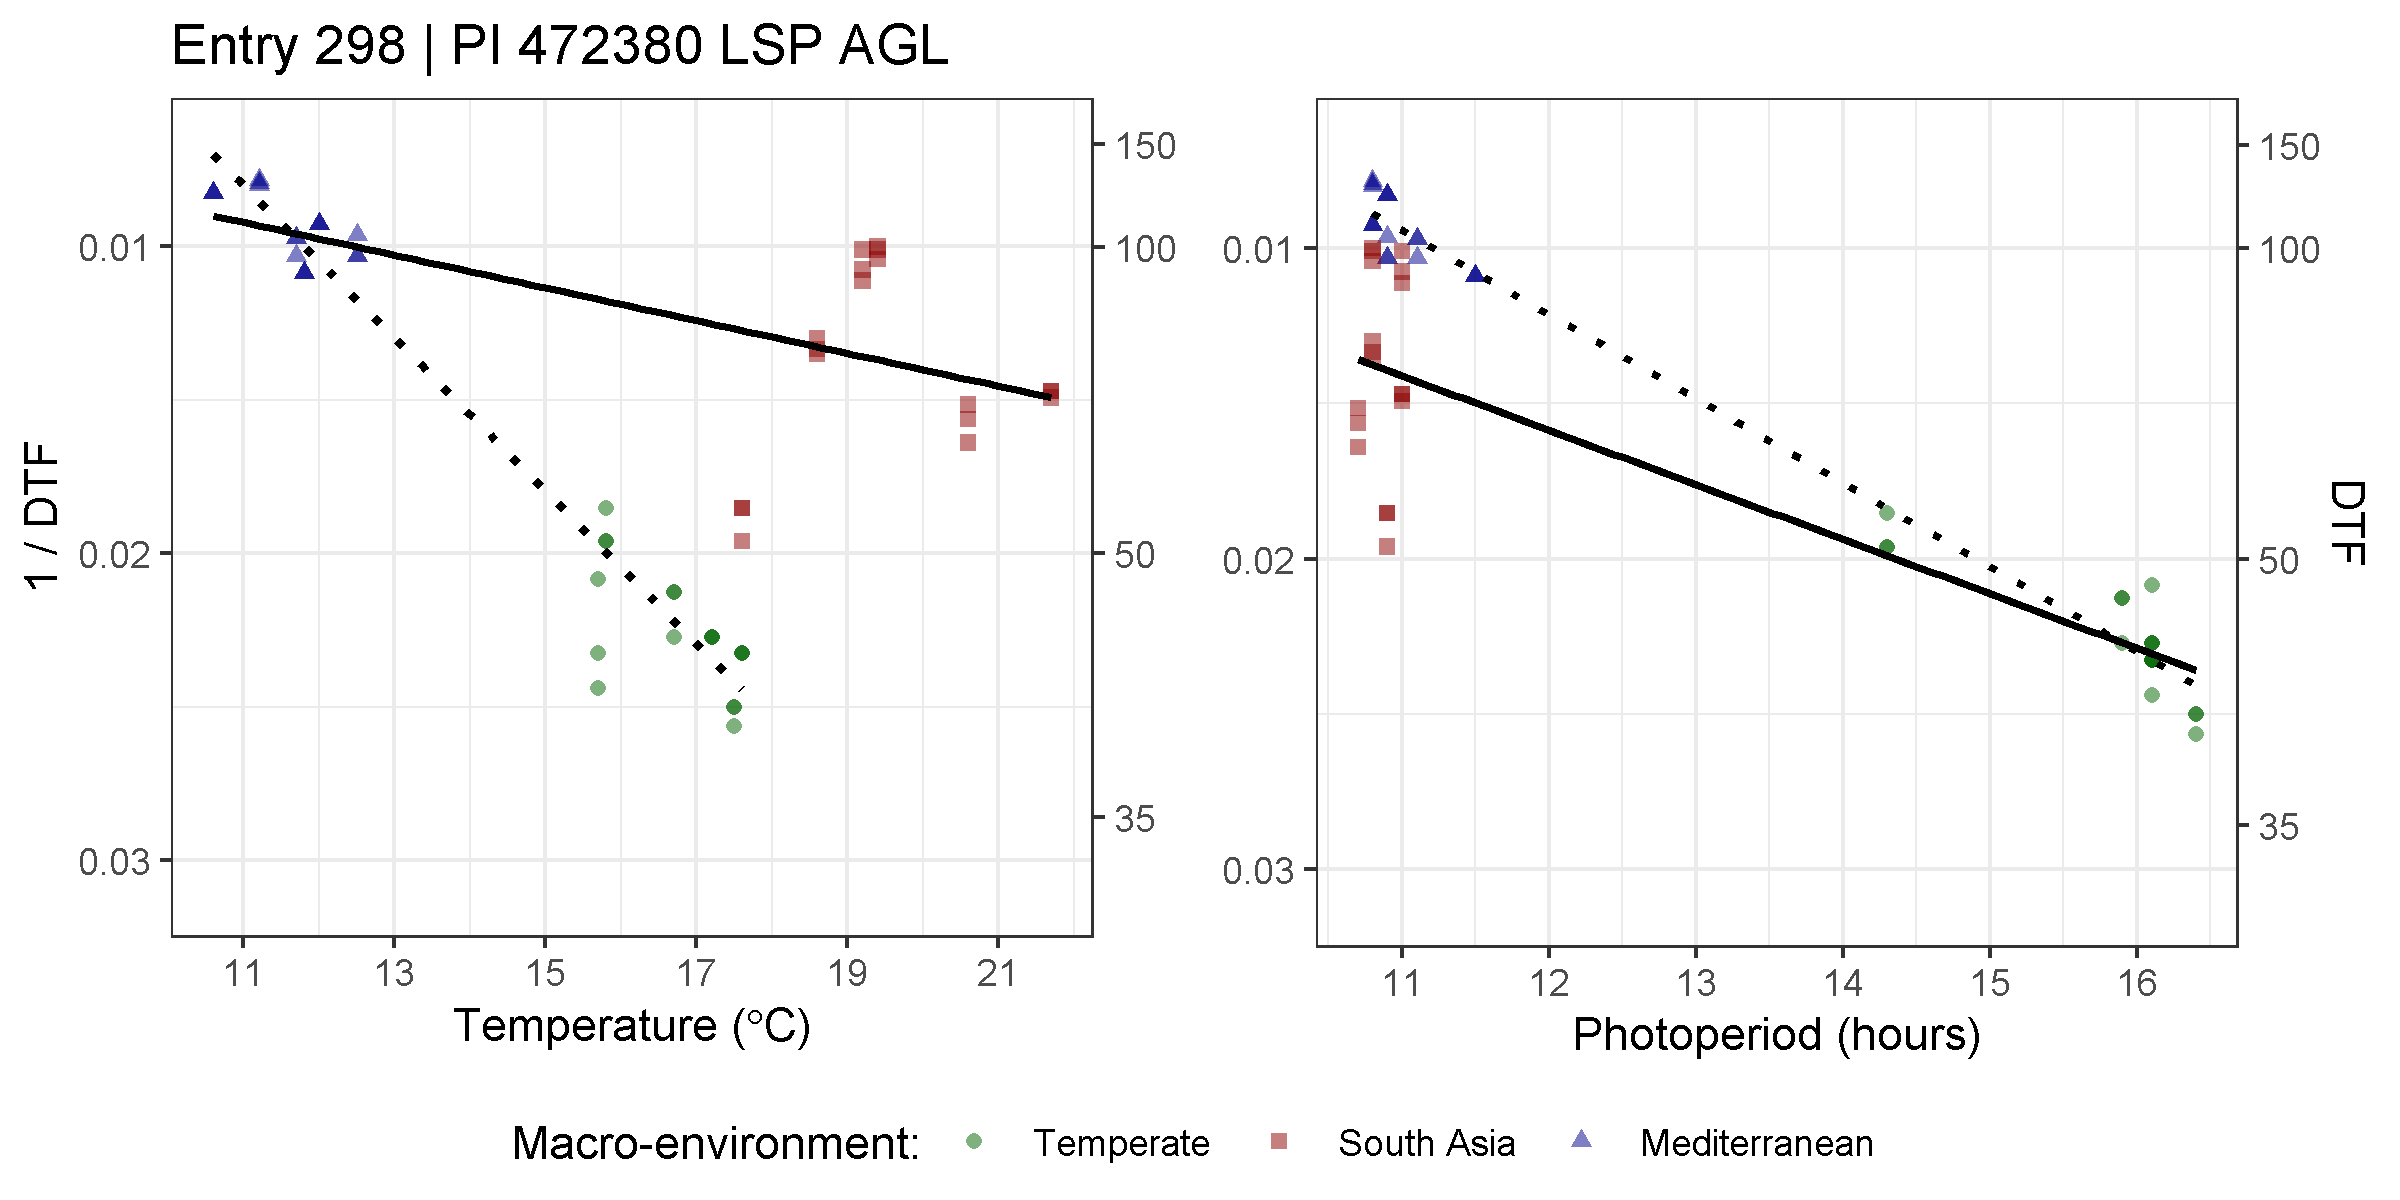 Entry 298 | PI 472380 LSP AGL
1 / DTF
0.01
0.02
0.03
150
100
50
35
11 13 15 17 19 21
Temperature (°C)
0.01
0.02
0.03
150
100
50
35
DTF
11 12 13 14 15 16
Photoperiod (hours)
Macro-environment: Temperate South Asia Mediterranean